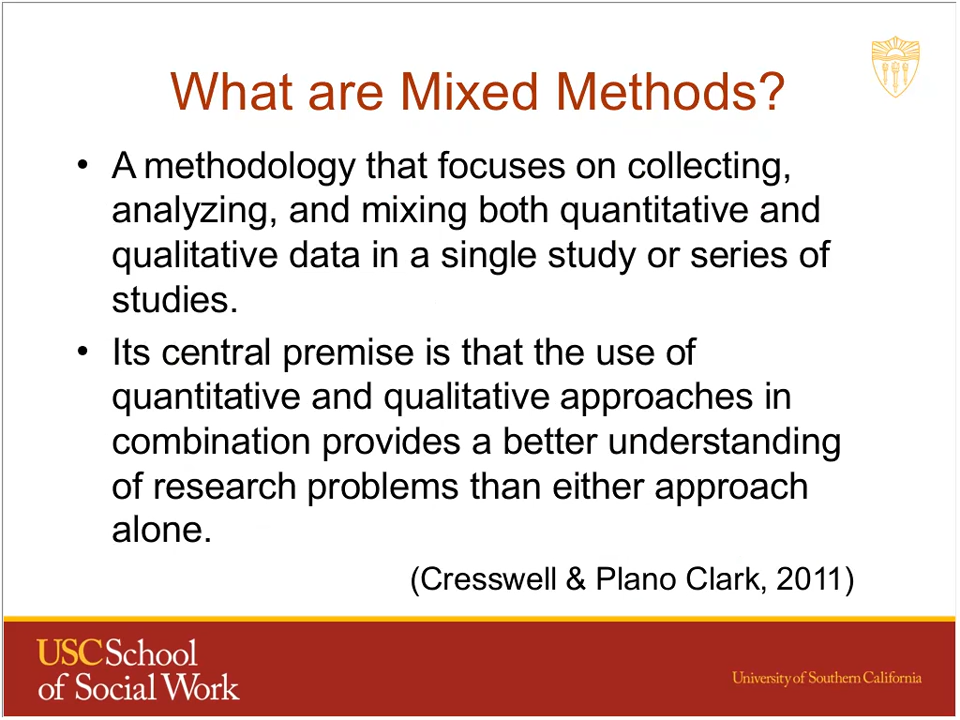 What are Mixed Methods?
• A methodology that focuses on collecting,
analyzing, and mixing both quantitative and
qualitative data in a single study or series of
studies.
• Its central premise is that the use of
quantitative and qualitative approaches in
combination provides a better understanding
of research problems than either approach
alone.
(Cresswell & Plano Clark, 2011)
USC School
of Social Work
University of Southern California